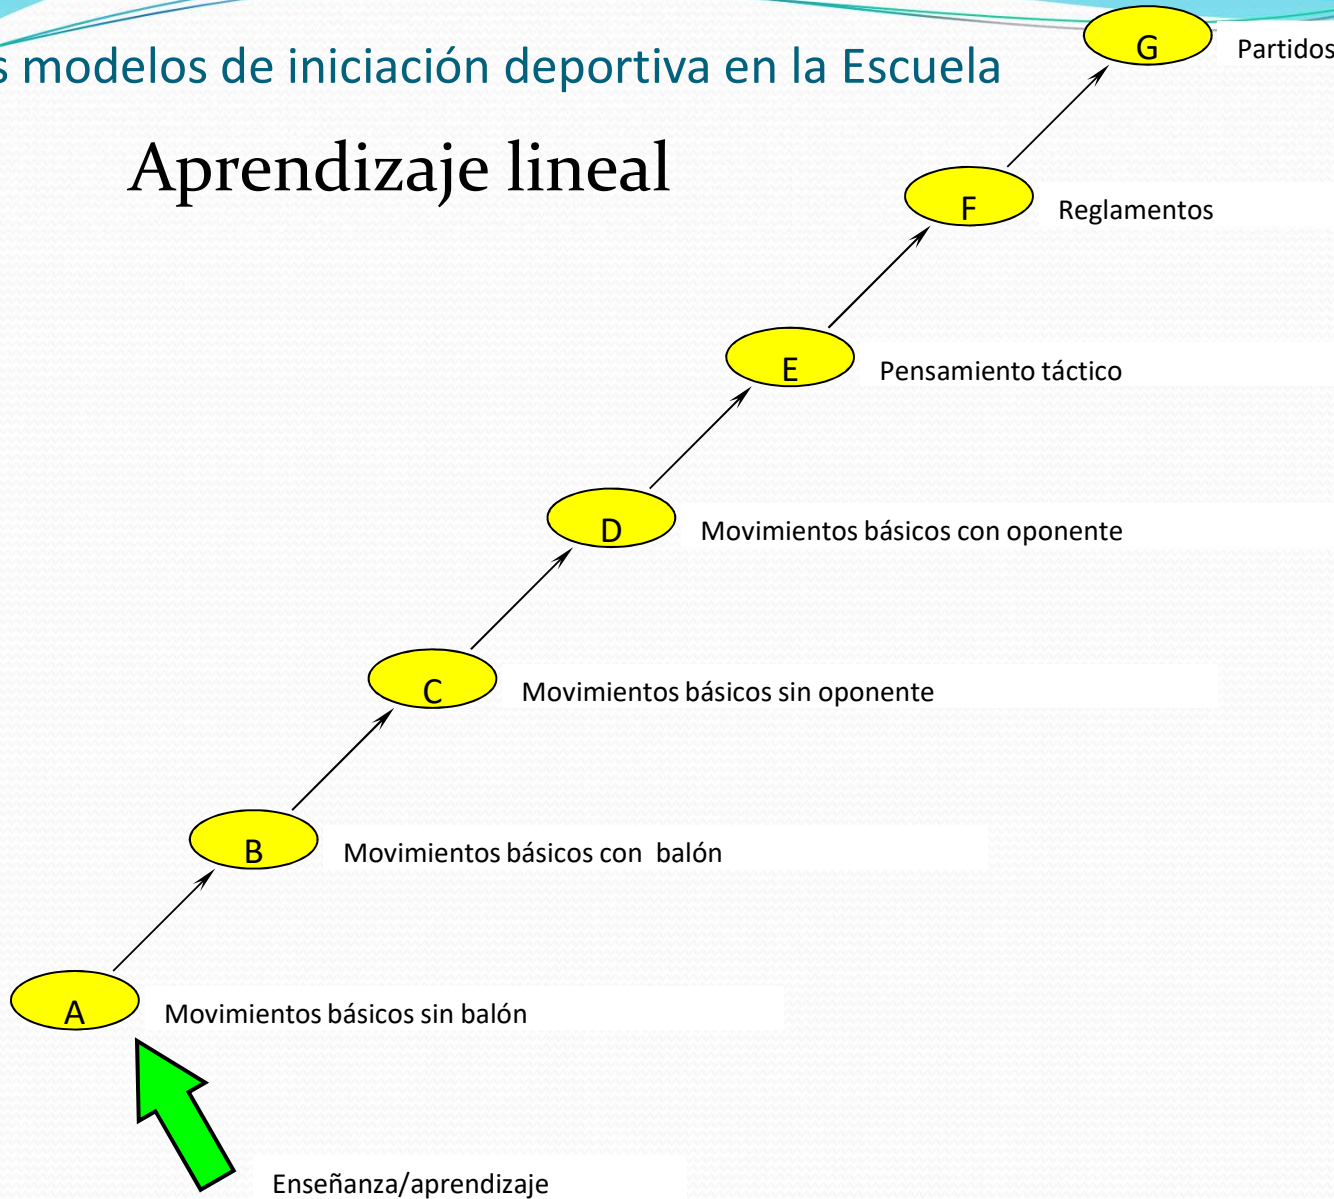 s modelos de iniciación deportiva en la Escuela
Aprendizaje lineal
G Partidos
F Reglamentos
E Pensamiento táctico
D Movimientos básicos con oponente
C Movimientos básicos sin oponente
B Movimientos básicos con balón
A Movimientos básicos sin balón
Enseñanza/aprendizaje